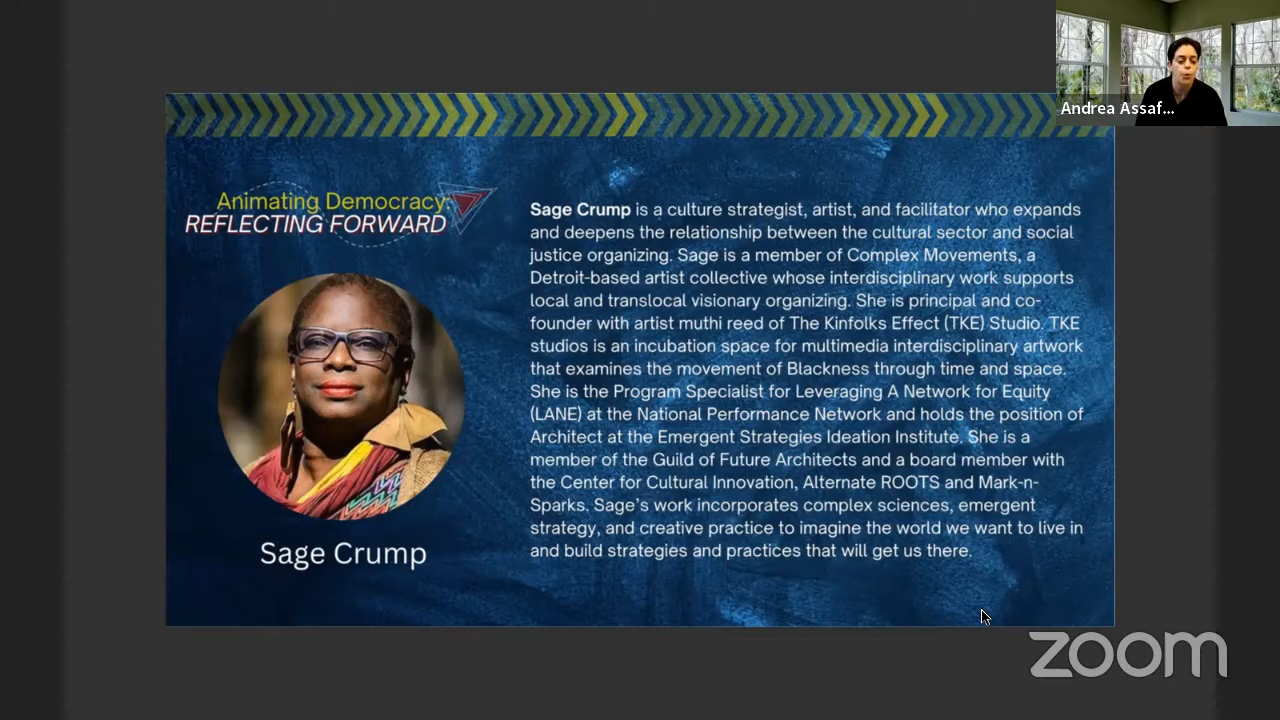 Andrea Assaf...
Animating Democracy:
REFLECTING FORWARD
Sage Crump
Sage Crump is a culture strategist, artist, and facilitator who expands
and deepens the relationship between the cultural sector and social
justice organizing. Sage is a member of Complex Movements, a
Detroit-based artist collective whose interdisciplinary work supports
local and translocal visionary organizing. She is principal and co-
founder with artist muthi reed of The Kinfolks Effect (TKE) Studio. TKE
studios is an incubation space for multimedia interdisciplinary artwork
that examines the movement of Blackness through time and space.
She is the Program Specialist for Leveraging A Network for Equity
(LANE) at the National Performance Network and holds the position of
Architect at the Emergent Strategies Ideation Institute. She is a
member of the Guild of Future Architects and a board member with
the Center for Cultural Innovation, Alternate ROOTS and Mark-n-
Sparks. Sage's work incorporates complex sciences, emergent
strategy, and creative practice to imagine the world we want to live in
and build strategies and practices that will get us there.
zoom